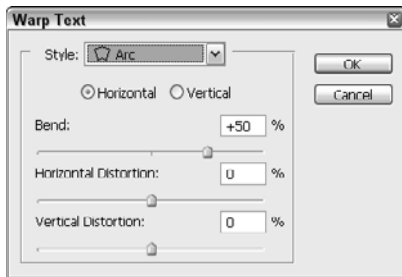 Warp Text
Style: Arc
OK
Horizontal Vertical
Cancel
Bend: +50 %
Horizontal Distortion: 0 %
Vertical Distortion: 0 %